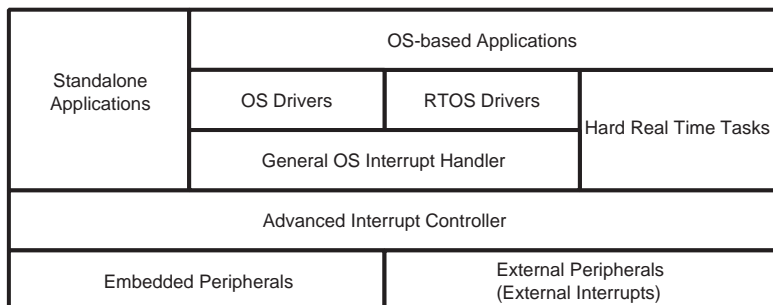 OS-based Applications
Standalone
Applications
OS Drivers
RTOS Drivers
Hard Real Time Tasks
General OS Interrupt Handler
Advanced Interrupt Controller
Embedded Peripherals
External Peripherals
(External Interrupts)